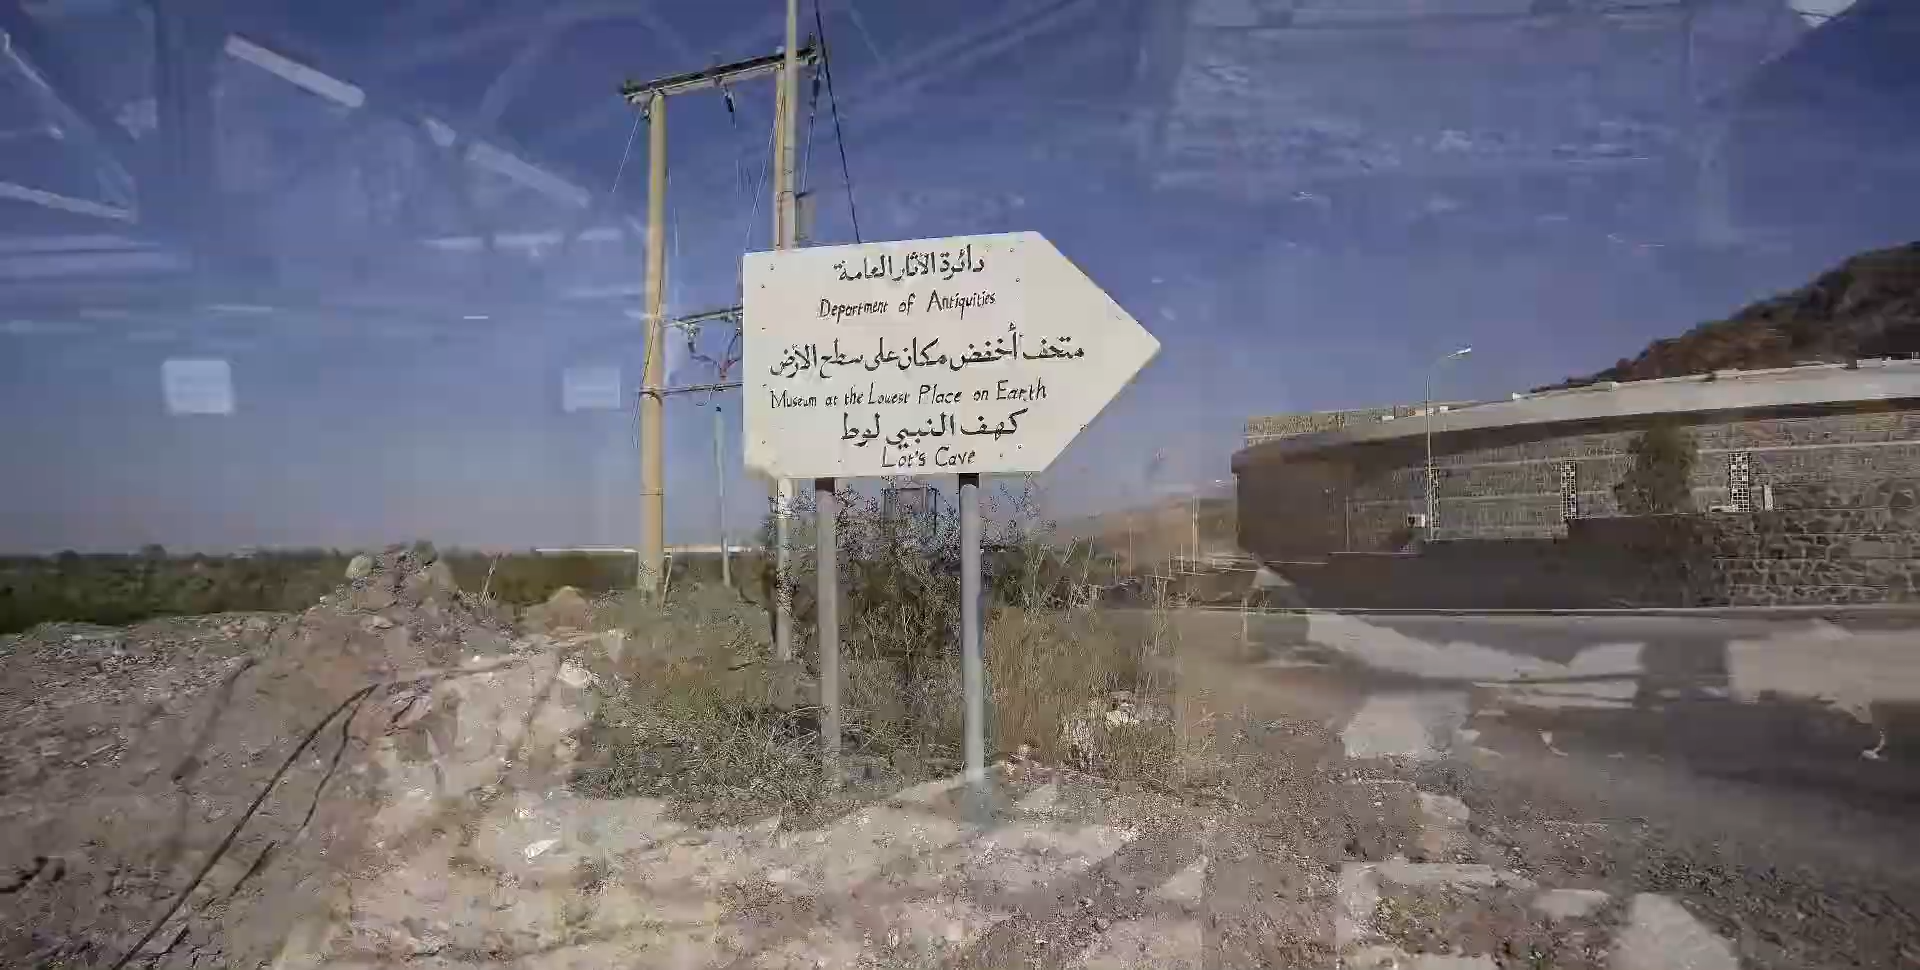 دائرة الآثار العامة
Department of Antiquities
متحف أخفض مكان على سطح الأرض
Museum at the Lowest Place on Earth
كهف النبي لوط
Lot's Cave